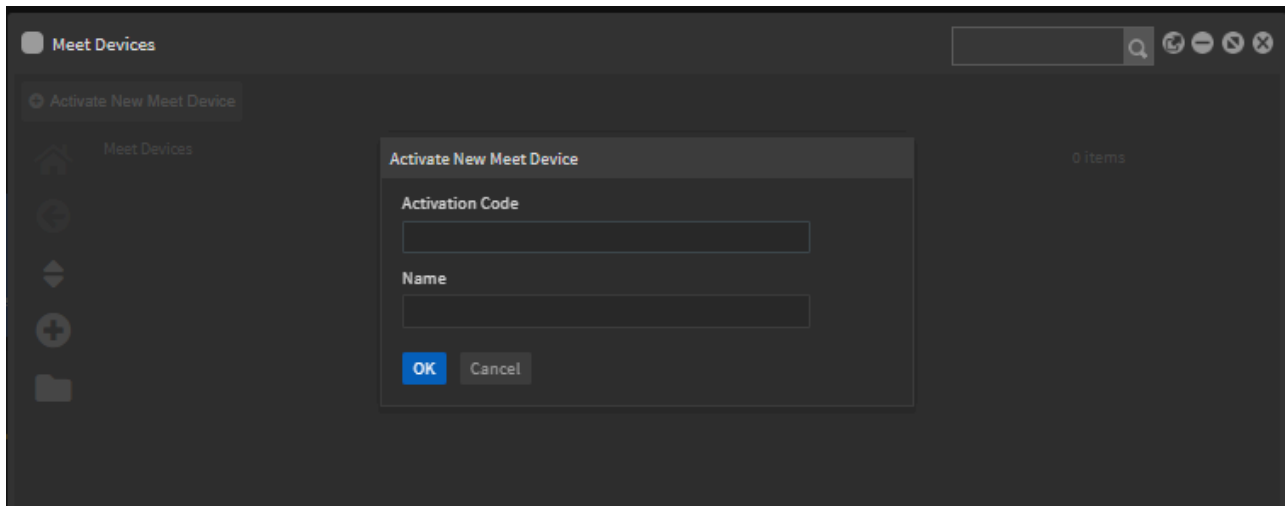 Meet Devices
Activate New Meet Device
Meet Devices
0 items
Activate New Meet Device
Activation Code
Name
OK
Cancel